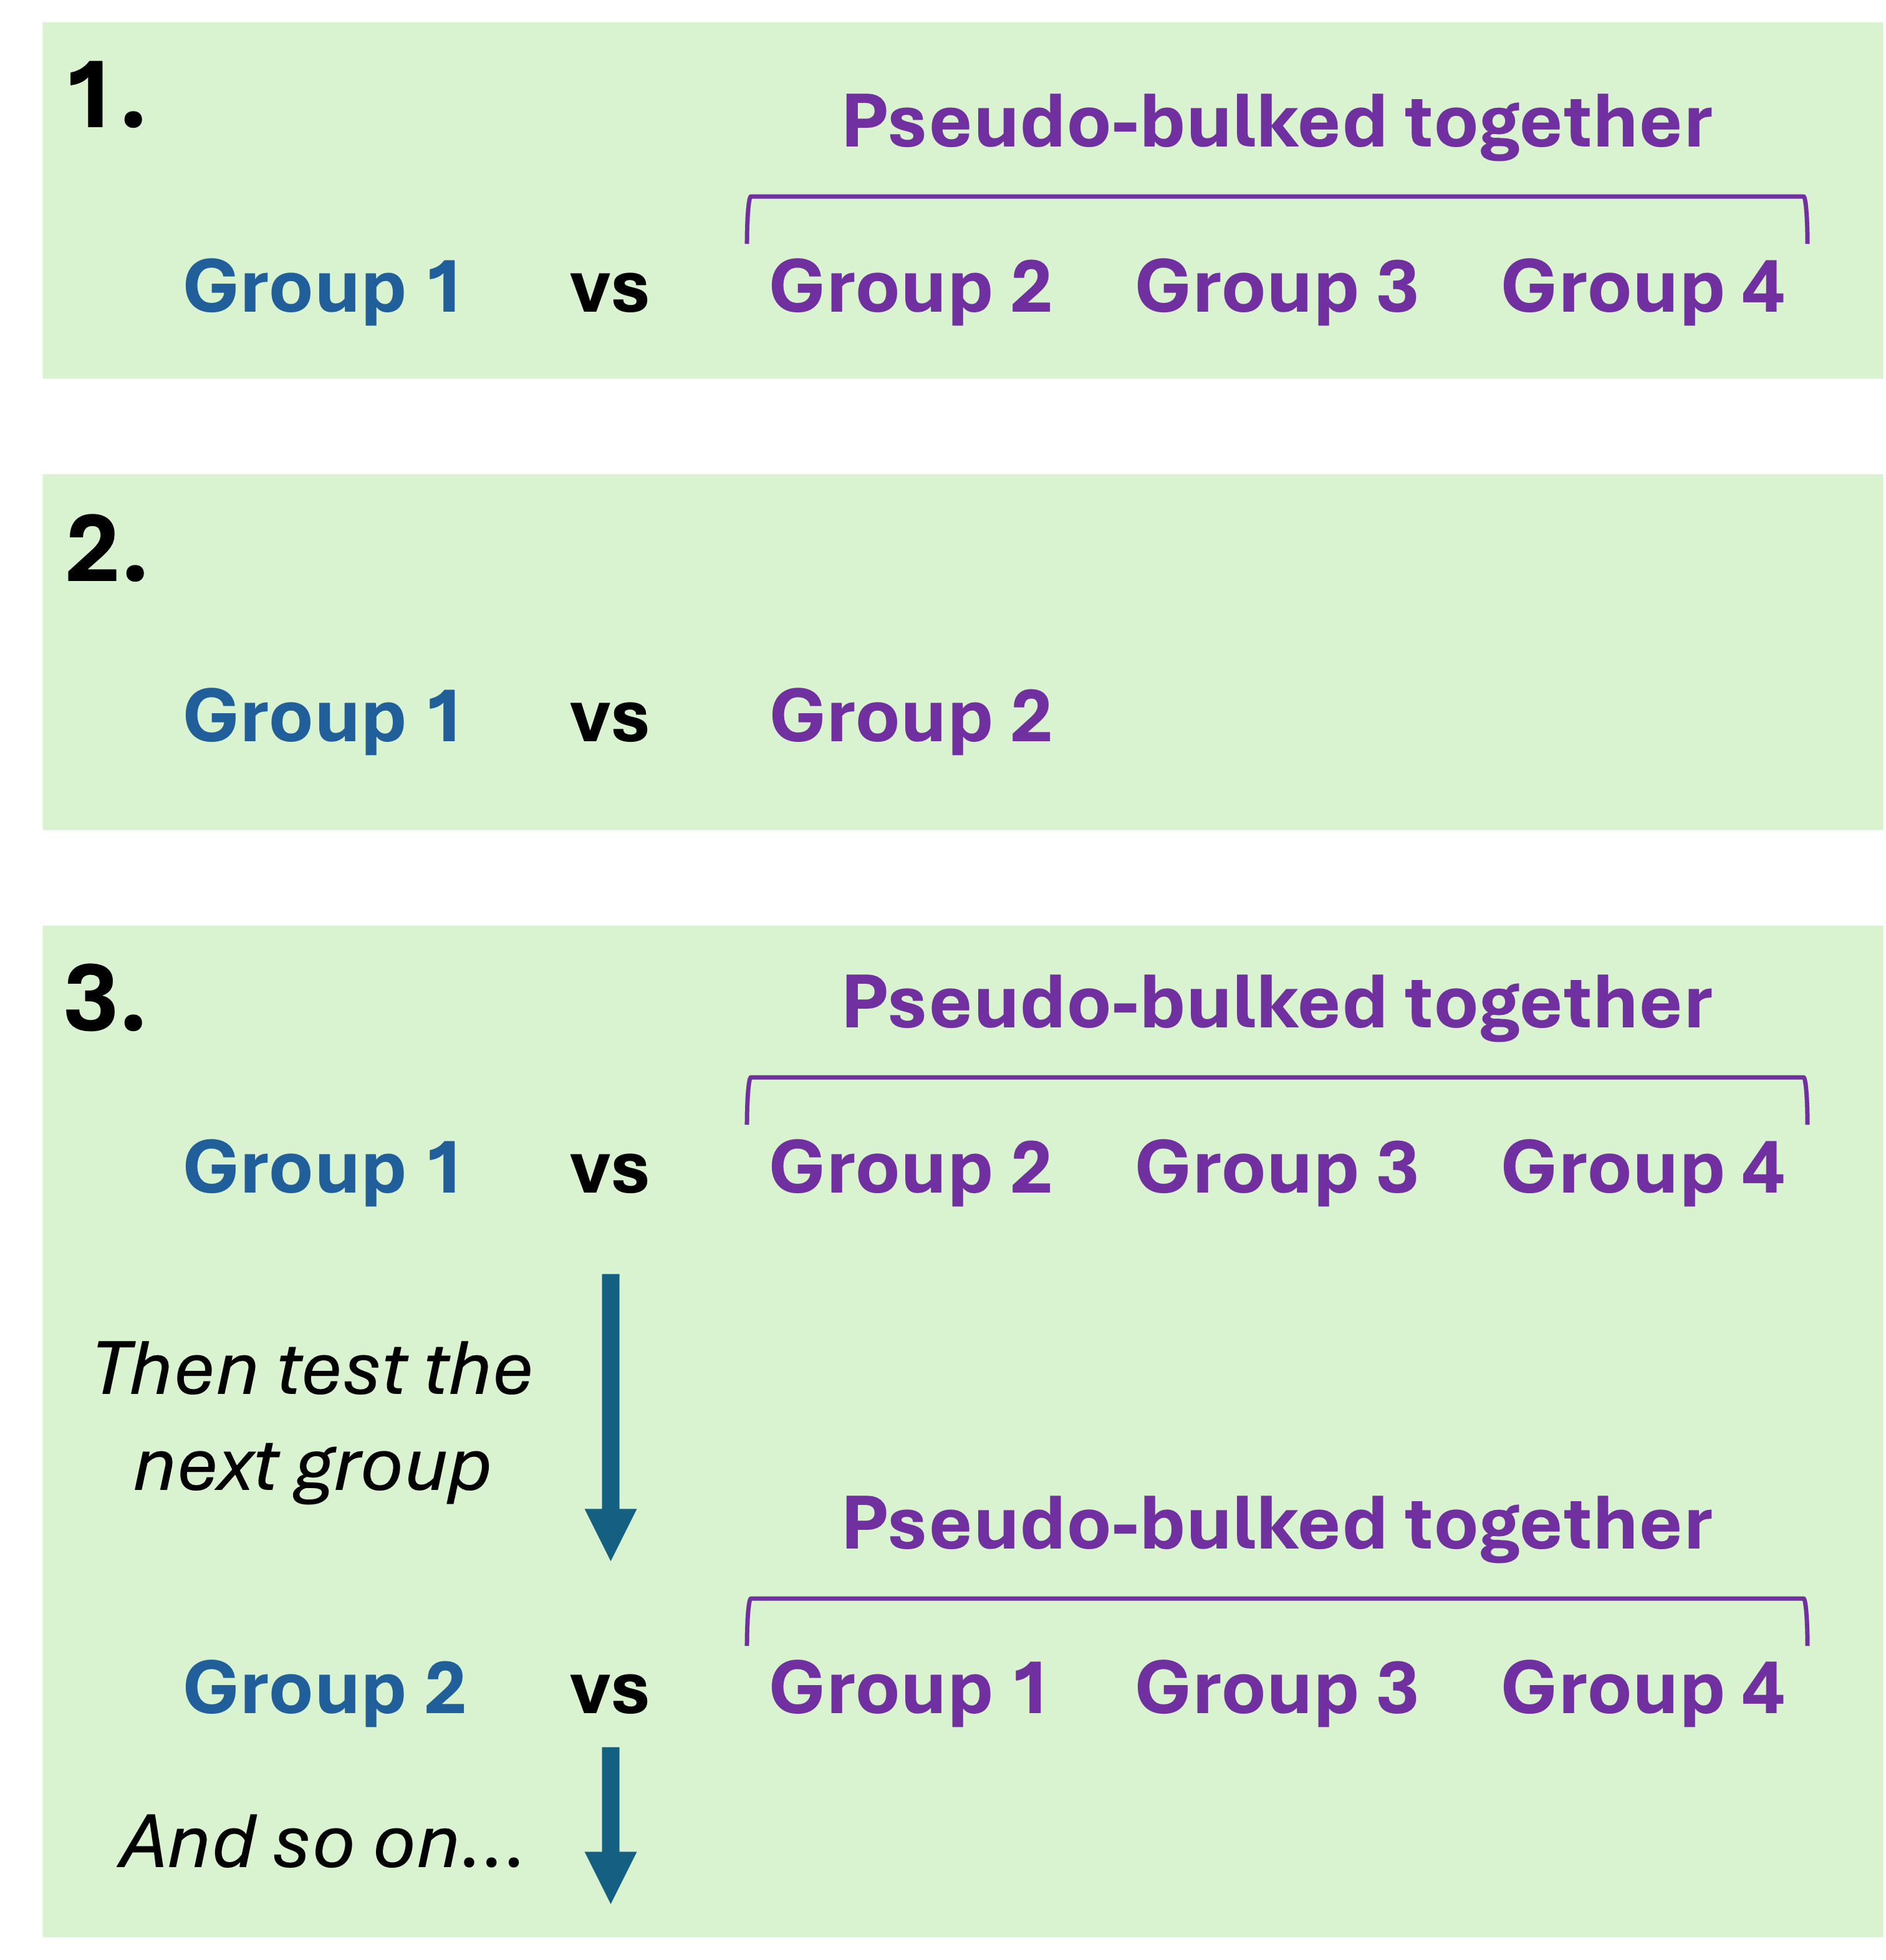 1.
Pseudo-bulked together
Group 1 vs Group 2 Group 3 Group 4
2.
Group 1 vs Group 2
3.
Pseudo-bulked together
Group 1 vs Group 2 Group 3 Group 4
Then test the
next group
Pseudo-bulked together
Group 2 vs Group 1 Group 3 Group 4
And so on...